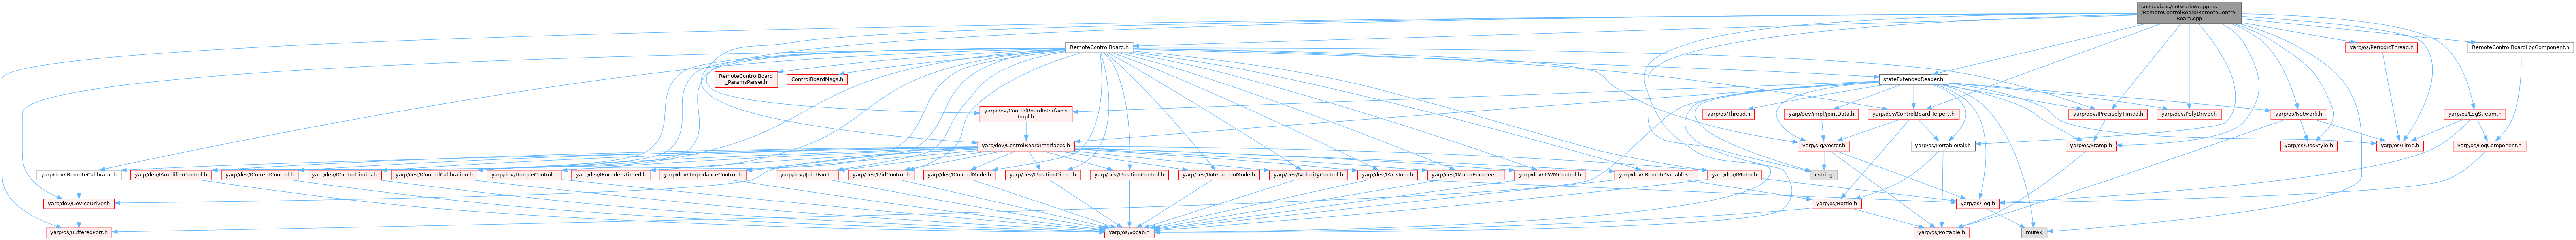 src/devices/networkWrappers
/RemoteControlBoard/RemoteControl
Board.cpp
RemoteControlBoard.h
yarp/os/PeriodicThread.h
RemoteControlBoardLogComponent.h
RemoteControlBoard
_ParamsParser.h
ControlBoardMsgs.h
stateExtendedReader.h
yarp/dev/ControlBoardInterfaces
Impl.h
yarp/os/Thread.h
yarp/dev/impl/jointData.h
yarp/dev/ControlBoardHelpers.h
yarp/dev/IPreciselyTimed.h
yarp/dev/PolyDriver.h
yarp/os/Network.h
yarp/os/LogStream.h
yarp/dev/ControlBoardInterfaces.h
yarp/sig/Vector.h
yarp/os/PortablePair.h
yarp/os/Stamp.h
yarp/os/QosStyle.h
yarp/os/Time.h
yarp/os/LogComponent.h
yarp/dev/IRemoteCalibrator.h
yarp/dev/IAmplifierControl.h
yarp/dev/ICurrentControl.h
yarp/dev/IControlLimits.h
yarp/dev/IControlCalibration.h
yarp/dev/ITorqueControl.h
yarp/dev/IEncodersTimed.h
yarp/dev/IImpedanceControl.h
yarp/dev/IJointFault.h
yarp/dev/IPidControl.h
yarp/dev/IControlMode.h
yarp/dev/IPositionDirect.h
yarp/dev/IPositionControl.h
yarp/dev/IInteractionMode.h
yarp/dev/IVelocityControl.h
yarp/dev/IAxisInfo.h
yarp/dev/IMotorEncoders.h
yarp/dev/IPWMControl.h
yarp/dev/IRemoteVariables.h
yarp/dev/IMotor.h
cstring
yarp/dev/DeviceDriver.h
yarp/os/Bottle.h
yarp/os/Log.h
yarp/os/BufferedPort.h
yarp/os/Vocab.h
yarp/os/Portable.h
mutex